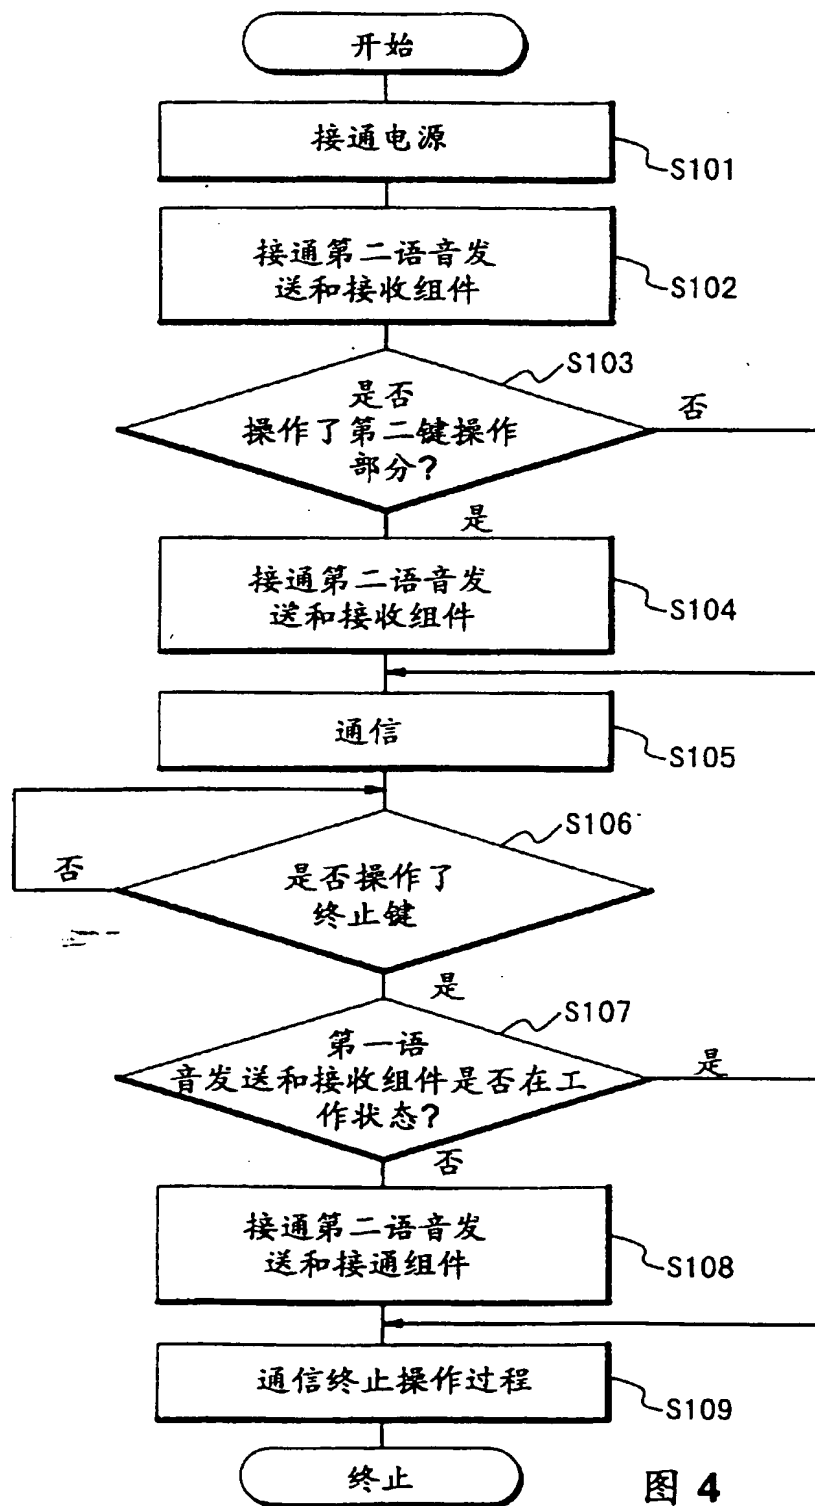 开始
接通电源
S101
接通第二语音发
送和接收组件
S102
S103
是否
操作了第二键操作
部分?
否
是
接通第二语音发
送和接收组件
S104
通信
S105
S106
否
是否操作了
终止键
是
S107
第一语
音发送和接收组件是否在工
作状态?
是
否
接通第二语音发
送和接通组件
S108
通信终止操作过程
S109
终止
图 4